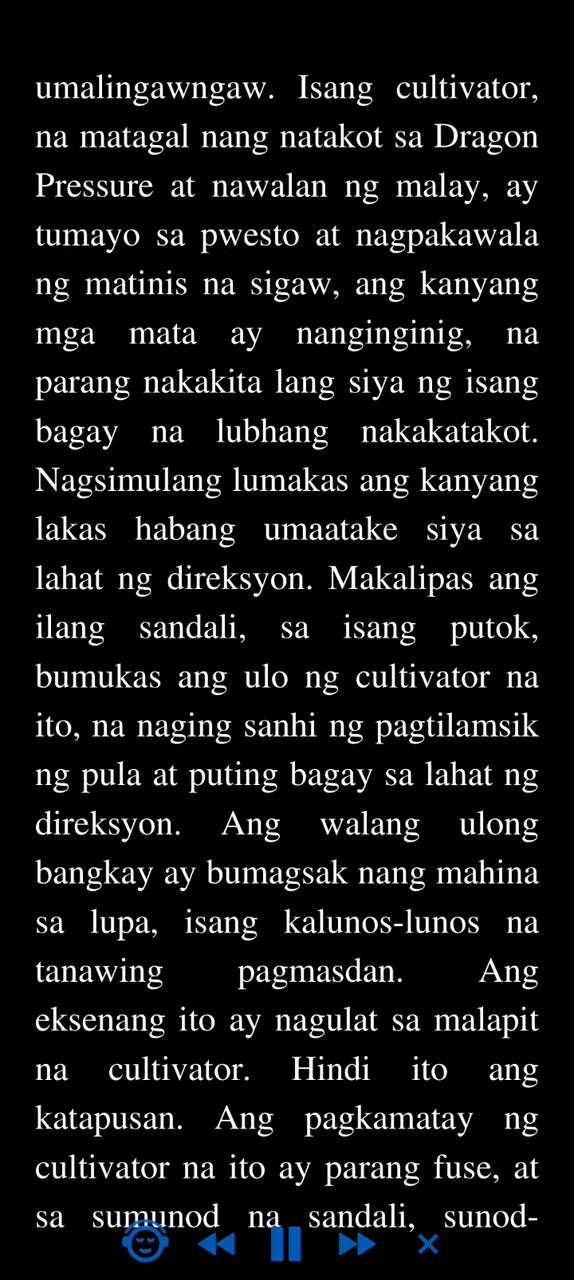 umalingawngaw. Isang cultivator,
na matagal nang natakot sa Dragon
Pressure at nawalan ng malay, ay
tumayo sa pwesto at nagpakawala
ng matinis na sigaw, ang kanyang
mga mata ay nanginginig, na
parang nakakita lang siya ng isang
bagay na lubhang nakakatakot.
Nagsimulang lumakas ang kanyang
lakas habang umaatake siya sa
lahat ng direksyon. Makalipas ang
ilang sandali, sa isang putok,
bumukas ang ulo ng cultivator na
ito, na naging sanhi ng pagtilamsik
ng pula at puting bagay sa lahat ng
direksyon. Ang walang ulong
bangkay ay bumagsak nang mahina
sa lupa, isang kalunos-lunos na
tanawing pagmasdan. Ang
eksenang ito ay nagulat sa malapit
na cultivator. Hindi ito ang
katapusan. Ang pagkamatay ng
cultivator na ito ay parang fuse, at
sa sumunod na sandali, sunod-